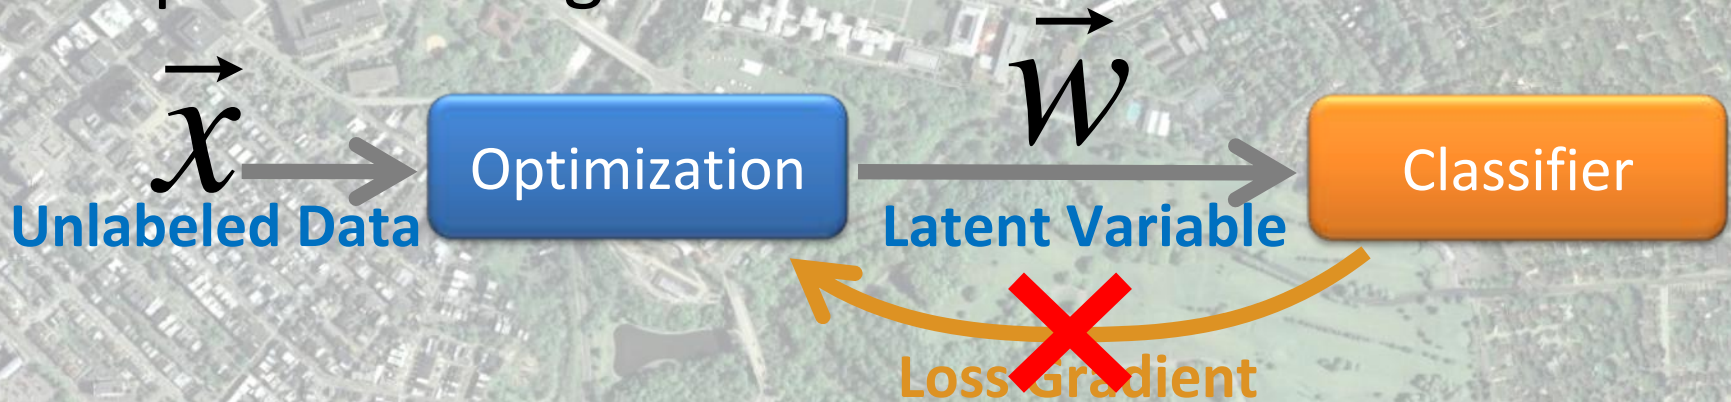 x⃗
w⃗
Optimization
Classifier
Unlabeled Data
Latent Variable
Loss Gradient